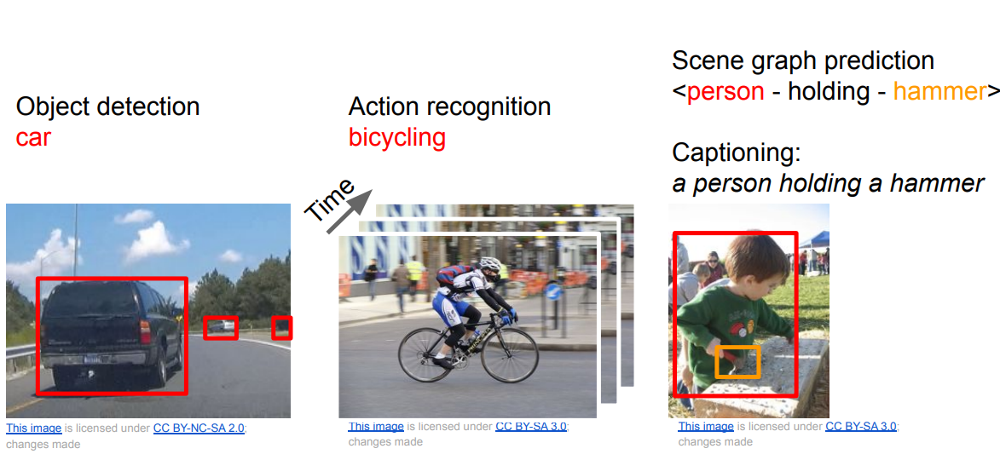 Object detection
car
This image is licensed under CC BY-NC-SA 2.0;
changes made
Action recognition
bicycling
Time
This image is licensed under CC BY-SA 3.0;
changes made
Scene graph prediction
<person - holding - hammer>
Captioning:
a person holding a hammer
This image is licensed under CC BY-SA 3.0;
changes made